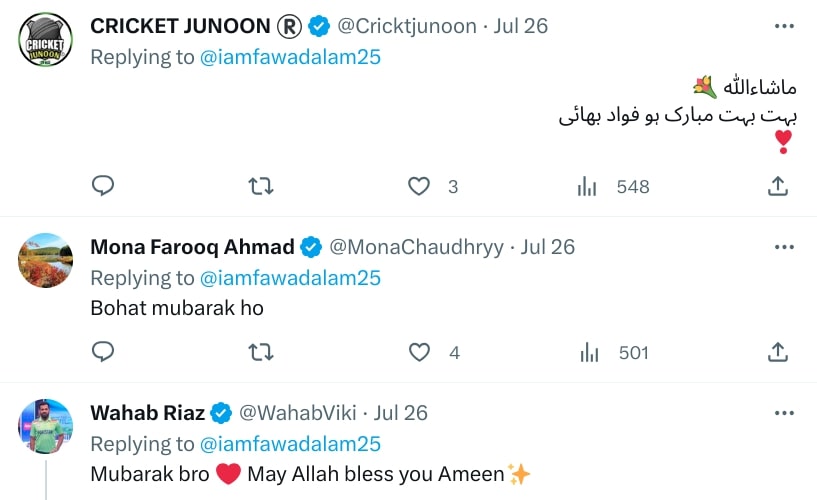 CRICKET JUNOON Ⓡ @Cricktjunoon · Jul 26
Replying to @iamfawadalam25
ماشاءاللّٰه 💐
بہت بہت مبارک ہو فواد بھائی
❣️
3 548
Mona Farooq Ahmad @MonaChaudhryy · Jul 26
Replying to @iamfawadalam25
Bohat mubarak ho
4 501
Wahab Riaz @WahabViki · Jul 26
Replying to @iamfawadalam25
Mubarak bro ❤️ May Allah bless you Ameen✨